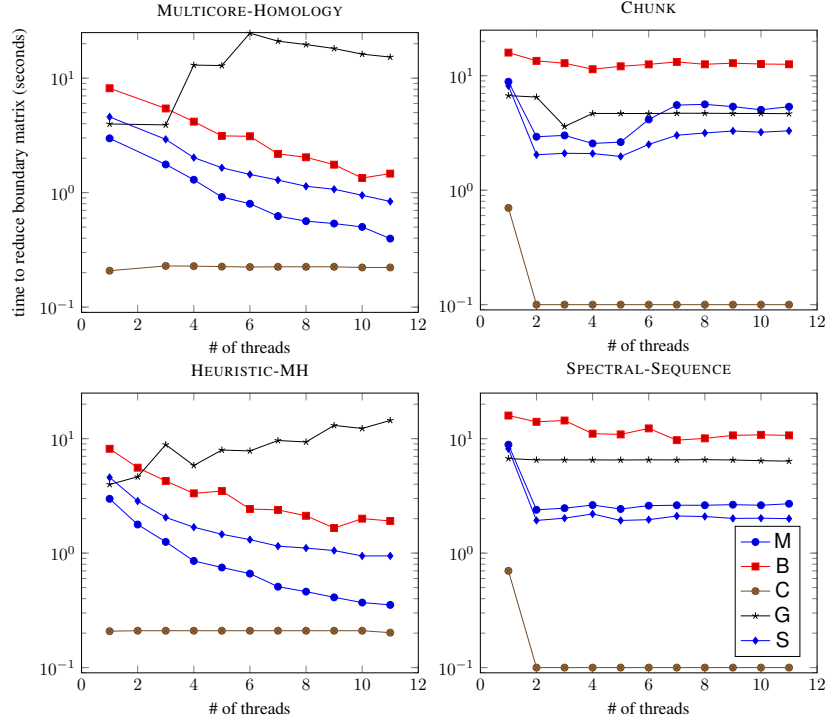 MULTICORE-HOMOLOGY
time to reduce boundary matrix (seconds)
10^1
10^0
10^−1
0 2 4 6 8 10 12
# of threads
CHUNK
10^1
10^0
10^−1
0 2 4 6 8 10 12
# of threads
HEURISTIC-MH
10^1
10^0
10^−1
0 2 4 6 8 10 12
# of threads
SPECTRAL-SEQUENCE
10^1
10^0
10^−1
0 2 4 6 8 10 12
# of threads
M
B
C
G
S